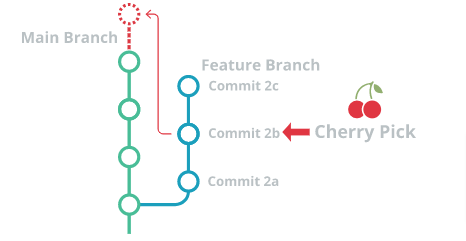 Main Branch
Feature Branch
Commit 2c
Commit 2b
Cherry Pick
Commit 2a